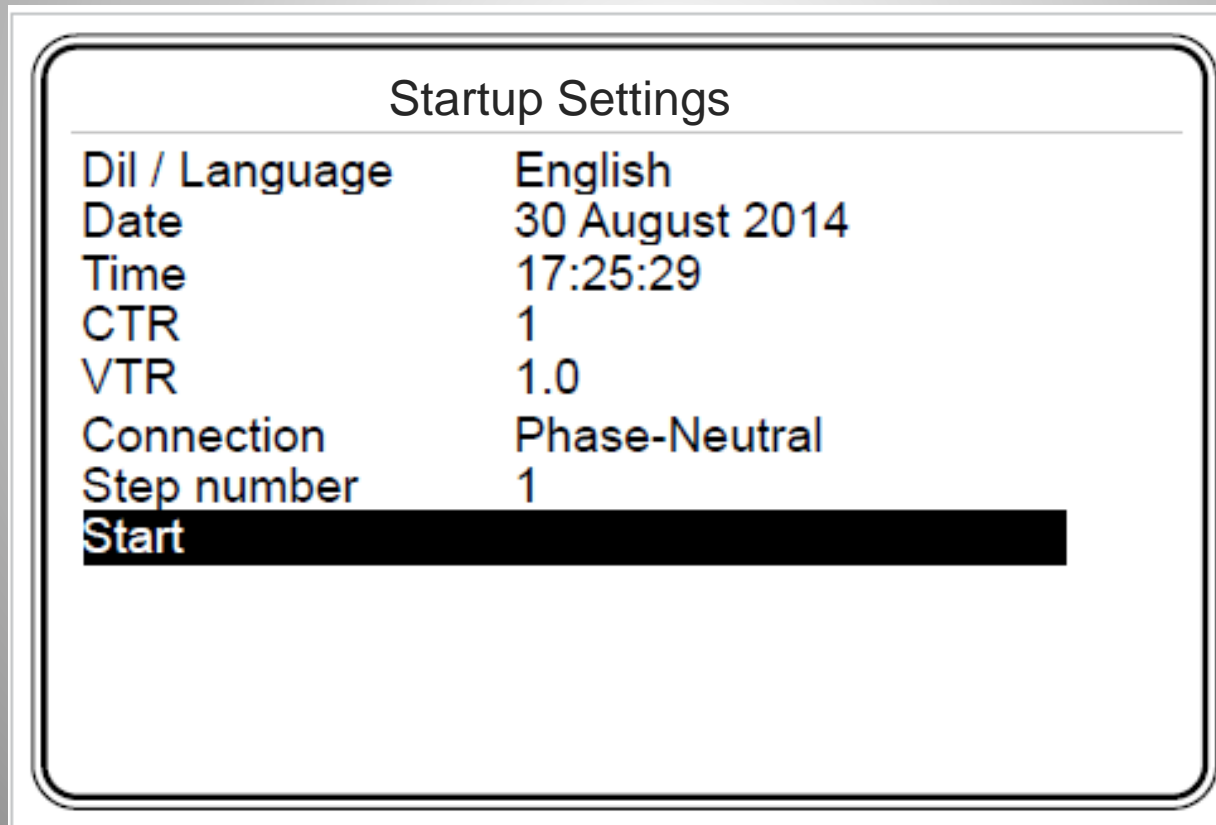 Startup Settings
Dil / Language English
Date 30 August 2014
Time 17:25:29
CTR 1
VTR 1.0
Connection Phase-Neutral
Step number 1
Start